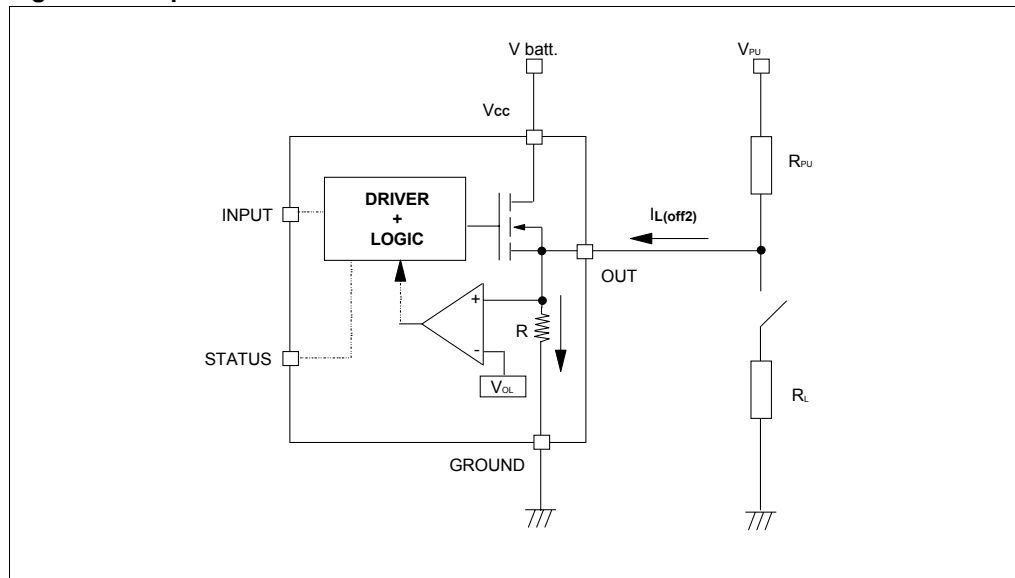 V batt.
VPU
Vcc
RPU
DRIVER
+
LOGIC
INPUT
IL(off2)
OUT
+
R
-
STATUS
VOL
RL
GROUND